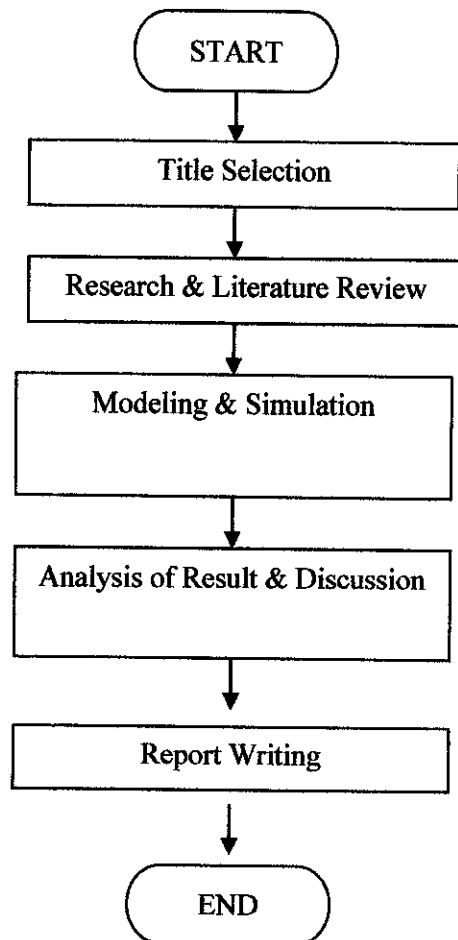 START
Title Selection
Research & Literature Review
Modeling & Simulation
Analysis of Result & Discussion
Report Writing
END